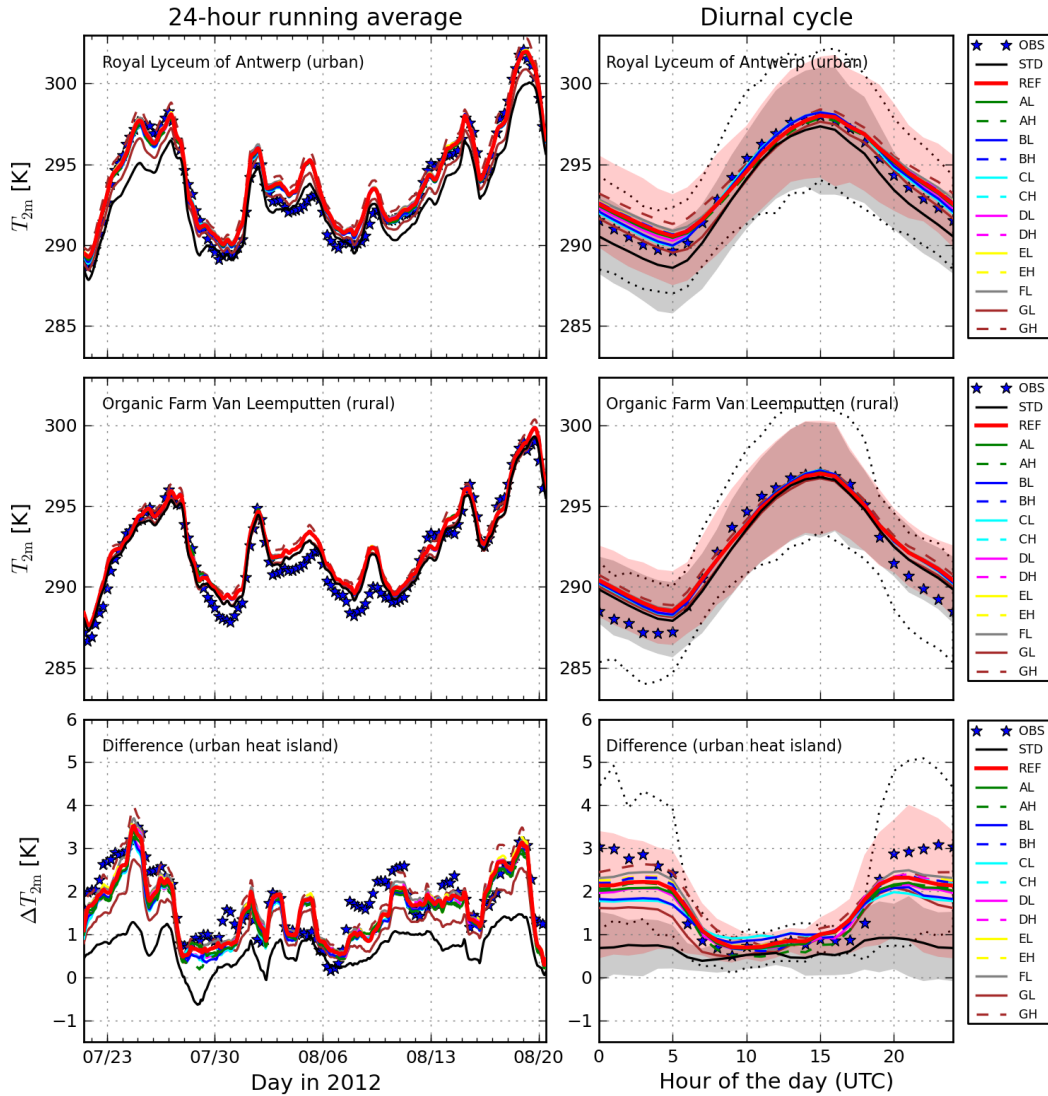 24-hour running average
Diurnal cycle
Royal Lyceum of Antwerp (urban)
T2m [K]
300
295
290
285
Royal Lyceum of Antwerp (urban)
OBS
STD
REF
AL
AH
BL
BH
CL
CH
DL
DH
EL
EH
FL
GL
GH
Organic Farm Van Leemputten (rural)
T2m [K]
300
295
290
285
Organic Farm Van Leemputten (rural)
OBS
STD
REF
AL
AH
BL
BH
CL
CH
DL
DH
EL
EH
FL
GL
GH
Difference (urban heat island)
ΔT2m [K]
6
5
4
3
2
1
0
−1
07/23 07/30 08/06 08/13 08/20
Day in 2012
Difference (urban heat island)
0 5 10 15 20
Hour of the day (UTC)
OBS
STD
REF
AL
AH
BL
BH
CL
CH
DL
DH
EL
EH
FL
GL
GH